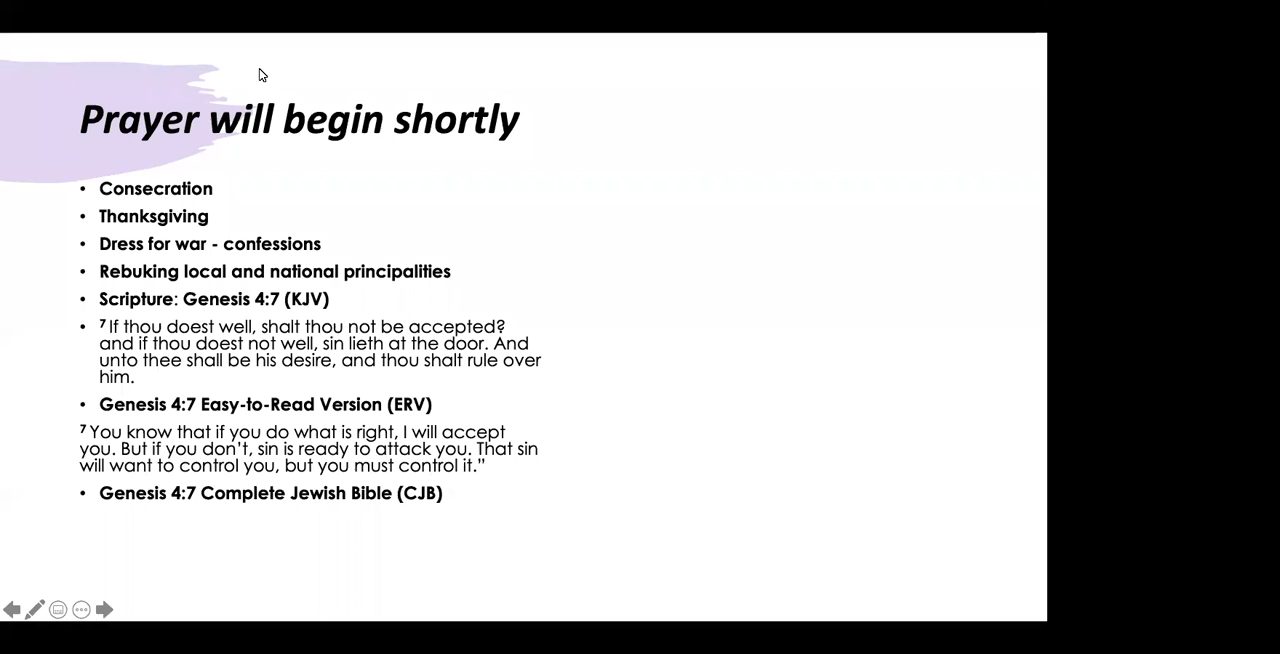 Prayer will begin shortly
• Consecration
• Thanksgiving
• Dress for war - confessions
• Rebuking local and national principalities
• Scripture: Genesis 4:7 (KJV)
• ⁷ If thou doest well, shalt thou not be accepted?
and if thou doest not well, sin lieth at the door. And
unto thee shall be his desire, and thou shalt rule over
him.
• Genesis 4:7 Easy-to-Read Version (ERV)
⁷ You know that if you do what is right, I will accept
you. But if you don’t, sin is ready to attack you. That sin
will want to control you, but you must control it.”
• Genesis 4:7 Complete Jewish Bible (CJB)